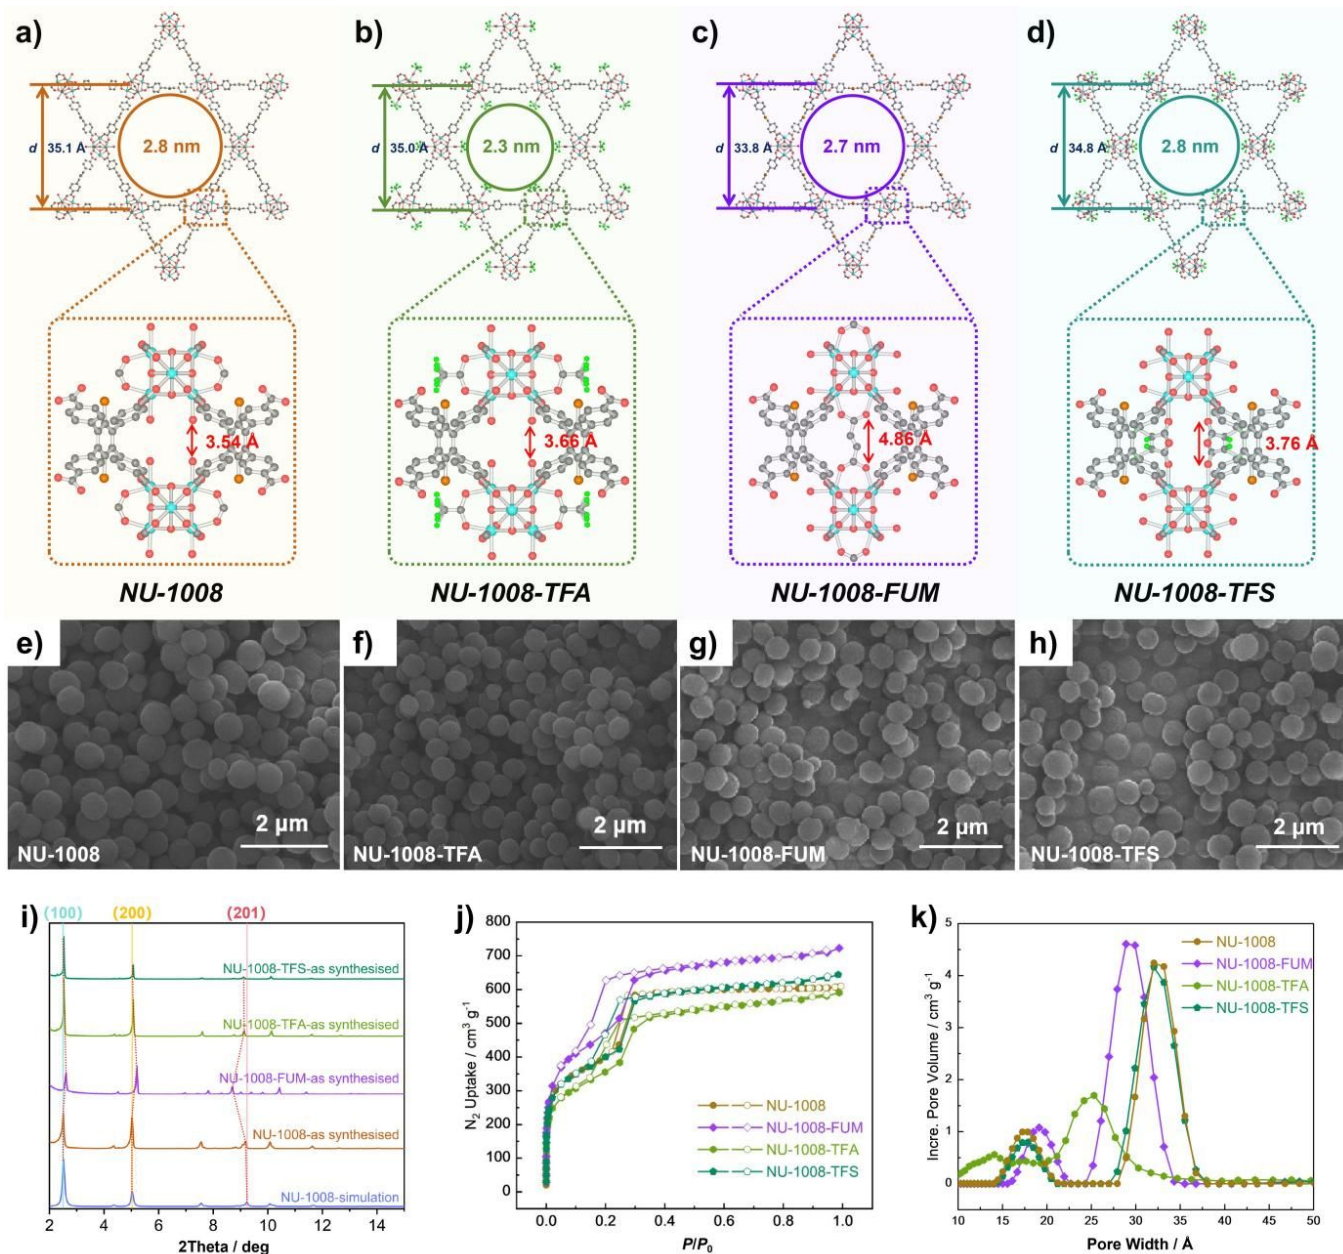 a)
b)
c)
d)
d 35.1 Å
2.8 nm
d 35.0 Å
2.3 nm
d 33.8 Å
2.7 nm
d 34.8 Å
2.8 nm
3.54 Å
3.66 Å
4.86 Å
3.76 Å
NU-1008
NU-1008-TFA
NU-1008-FUM
NU-1008-TFS
e)
f)
g)
h)
2 μm
2 μm
2 μm
2 μm
NU-1008
NU-1008-TFA
NU-1008-FUM
NU-1008-TFS
i)
(100)
(200)
(201)
NU-1008-TFS-as synthesised
NU-1008-TFA-as synthesised
NU-1008-FUM-as synthesised
NU-1008-as synthesised
NU-1008-simulation
2 4 6 8 10 12 14
2Theta / deg
j)
N₂ Uptake / cm³ g⁻¹
800
700
600
500
400
300
200
100
0
NU-1008
NU-1008-FUM
NU-1008-TFA
NU-1008-TFS
0.0 0.2 0.4 0.6 0.8 1.0
P/P₀
k)
Incre. Pore Volume / cm³ g⁻¹
5
4
3
2
1
0
NU-1008
NU-1008-FUM
NU-1008-TFA
NU-1008-TFS
10 15 20 25 30 35 40 45 50
Pore Width / Å